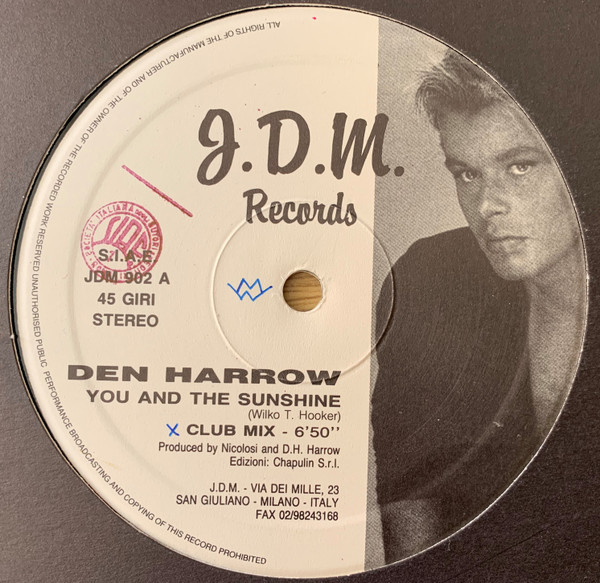 J.D.M.
Records
S.I.A.E
JDM 902 A
45 GIRI
STEREO
DEN HARROW
YOU AND THE SUNSHINE
(Wilko T. Hooker)
X CLUB MIX - 6'50''
Produced by Nicolosi and D.H. Harrow
Edizioni: Chapulin S.r.l.
J.D.M. - VIA DEI MILLE, 23
SAN GIULIANO - MILANO - ITALY
FAX 02/98243168
ALL RIGHTS OF THE MANUFACTURER AND OF THE OWNER OF THE RECORDED WORK RESERVED UNAUTHORISED PUBLIC PERFORMANCE BROADCASTING AND COPYING OF THIS RECORD PROHIBITED
SOCIETA' ITALIANA
SIAE